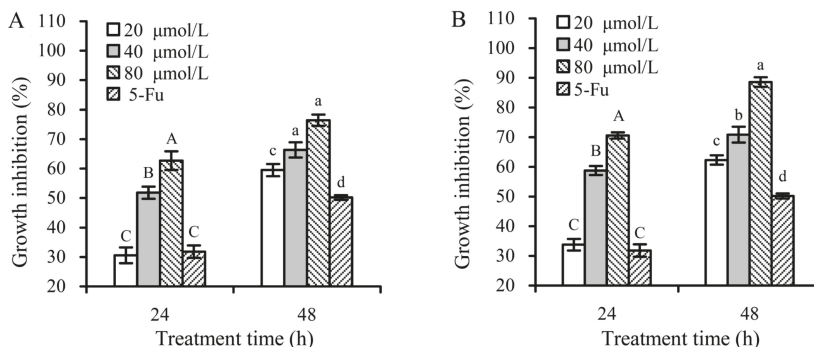 A
Growth inhibition (%)
110
100
90
80
70
60
50
40
30
20
20 μmol/L
40 μmol/L
80 μmol/L
5-Fu
C
B
A
C
c
a
a
d
24
48
Treatment time (h)
B
Growth inhibition (%)
110
100
90
80
70
60
50
40
30
20
20 μmol/L
40 μmol/L
80 μmol/L
5-Fu
C
B
A
C
c
b
a
d
24
48
Treatment time (h)